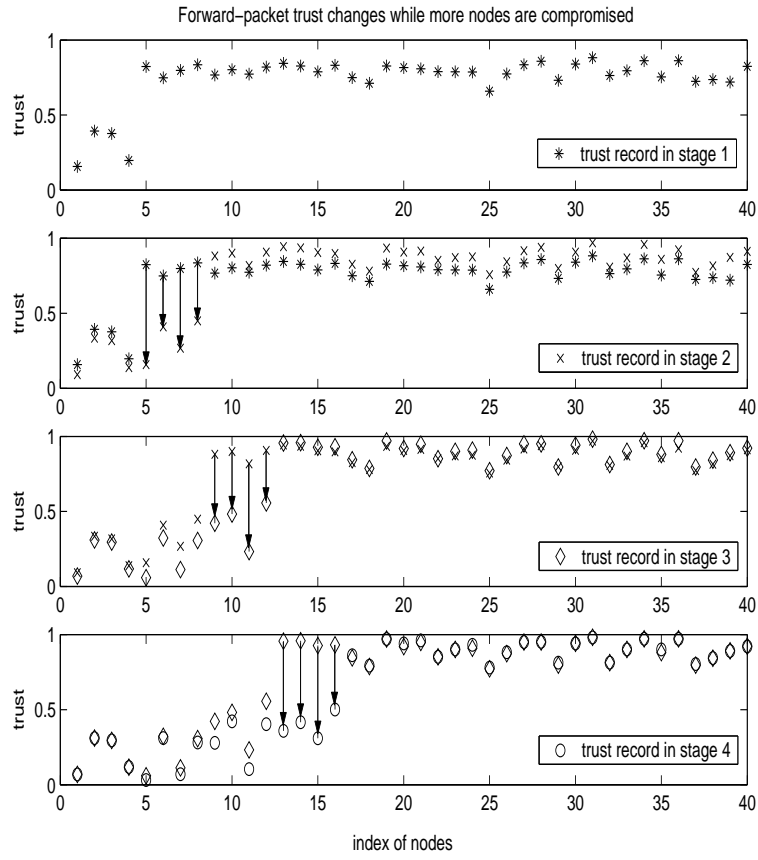 Forward-packet trust changes while more nodes are compromised
1
0.5
0
trust
trust record in stage 1
0 5 10 15 20 25 30 35 40
1
0.5
0
trust
trust record in stage 2
0 5 10 15 20 25 30 35 40
1
0.5
0
trust
trust record in stage 3
0 5 10 15 20 25 30 35 40
1
0.5
0
trust
trust record in stage 4
0 5 10 15 20 25 30 35 40
index of nodes